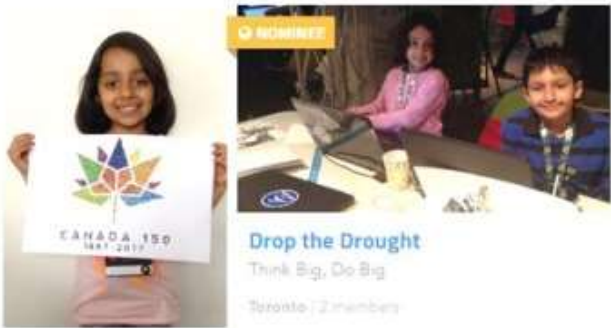 CANADA 150
1867-2017
NOMINEE
Drop the Drought
Think Big, Do Big
Toronto | 2 members